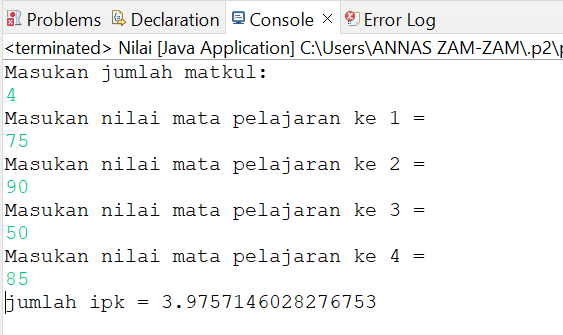 Problems Declaration Console Error Log
<terminated> Nilai [Java Application] C:\Users\ANNAS ZAM-ZAM\.p2\p
Masukan jumlah matkul:
4
Masukan nilai mata pelajaran ke 1 =
75
Masukan nilai mata pelajaran ke 2 =
90
Masukan nilai mata pelajaran ke 3 =
50
Masukan nilai mata pelajaran ke 4 =
85
jumlah ipk = 3.9757146028276753